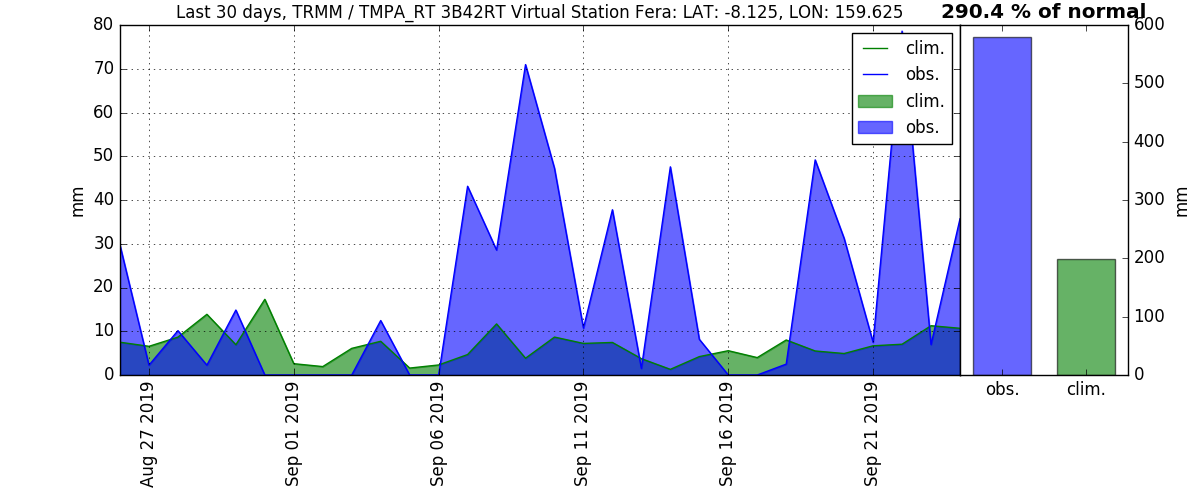 Last 30 days, TRMM / TMPA_RT 3B42RT Virtual Station Fera: LAT: -8.125, LON: 159.625
290.4 % of normal
80
70
60
50
40
30
20
10
0
mm
clim.
obs.
clim.
obs.
Aug 27 2019
Sep 01 2019
Sep 06 2019
Sep 11 2019
Sep 16 2019
Sep 21 2019
600
500
400
300
200
100
0
mm
obs.
clim.